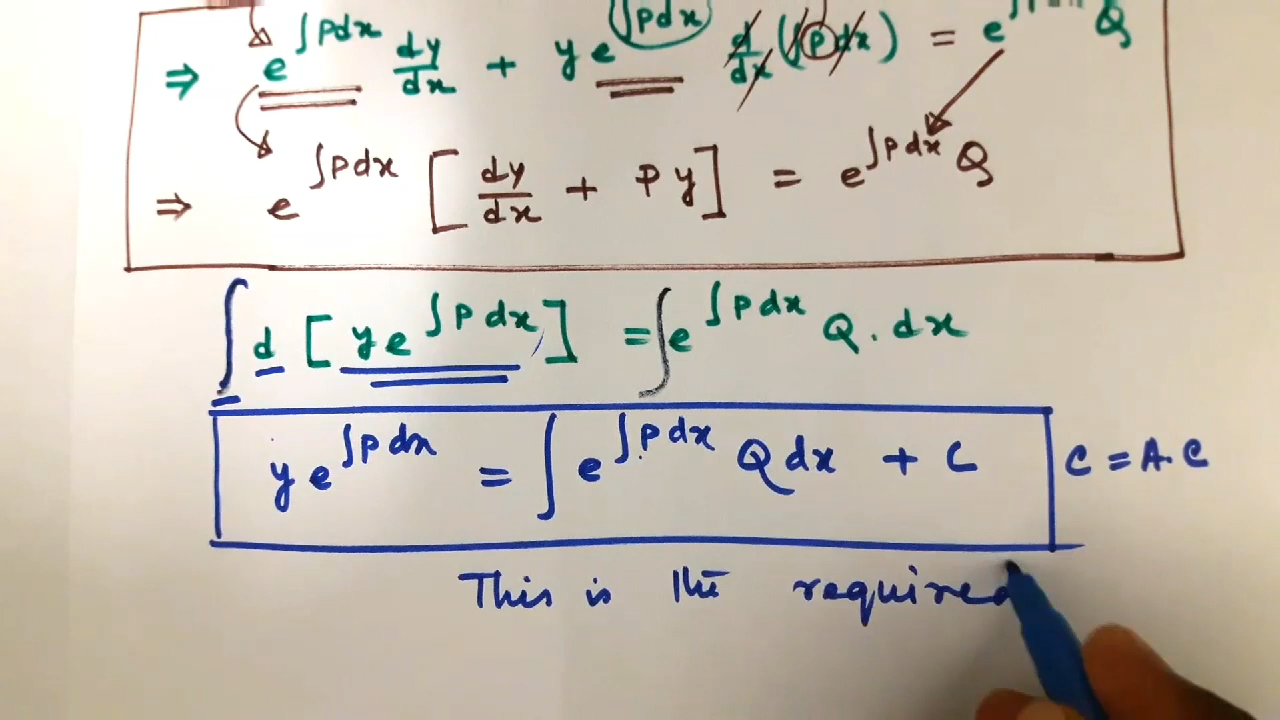 ⇒ e^∫pdx dy/dx + y e^∫pdx d/dx (∫pdx) = e Q
⇒ e^∫pdx [ dy/dx + Py ] = e^∫pdx Q
∫ d [ y e^∫pdx ] = ∫ e^∫pdx Q . dx
y e^∫pdx = ∫ e^∫pdx Q dx + C C = A.C
This is the required